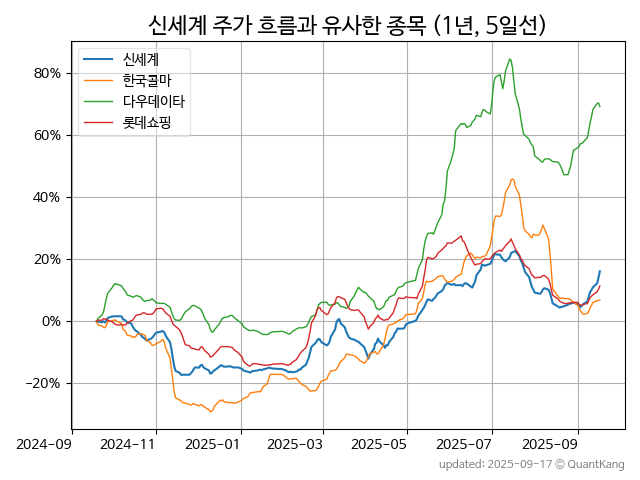 신세계 주가 흐름과 유사한 종목 (1년, 5일선)
신세계
한국콜마
다우데이타
롯데쇼핑
80%
60%
40%
20%
0%
−20%
2024-09 2024-11 2025-01 2025-03 2025-05 2025-07 2025-09
updated: 2025-09-17 © QuantKang